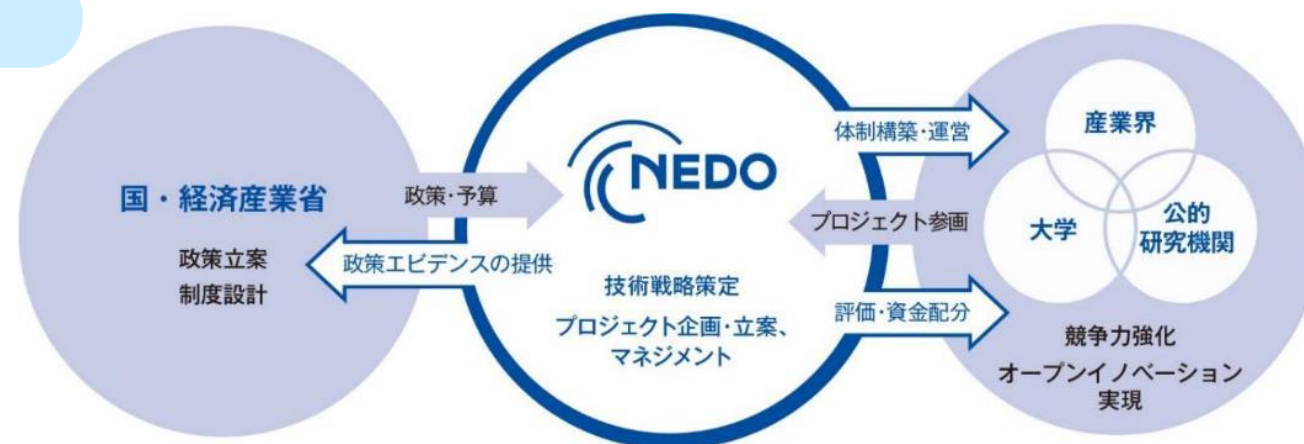 国・経済産業省
政策立案
制度設計
政策・予算
政策エビデンスの提供
NEDO
技術戦略策定
プロジェクト企画・立案、
マネジメント
体制構築・運営
プロジェクト参画
評価・資金配分
産業界
大学
公的
研究機関
競争力強化
オープンイノベーション
実現